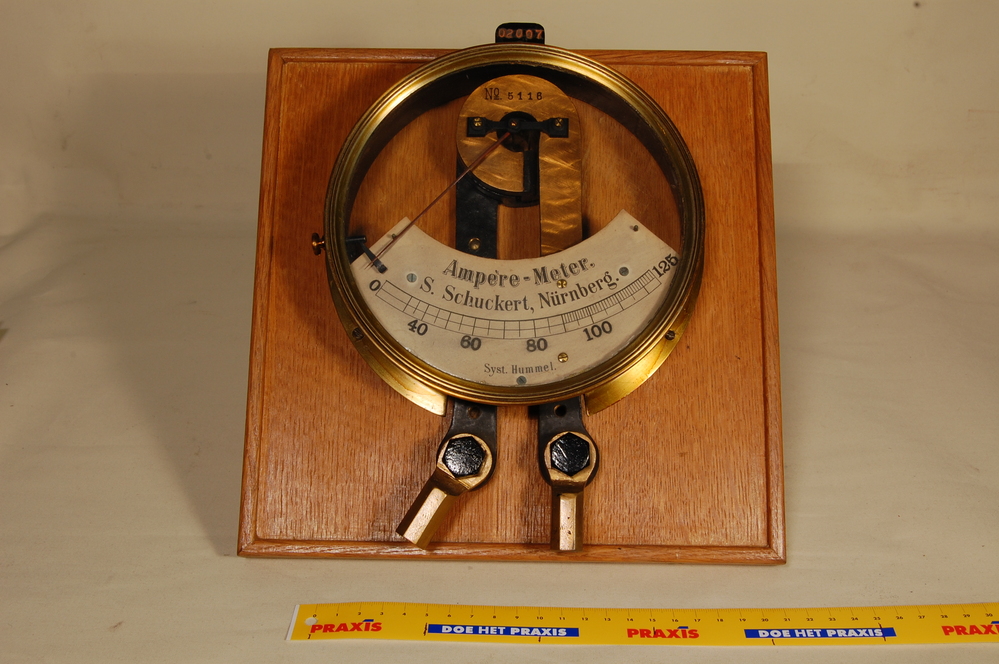 02607
No 5116
Ampère-Meter.
S. Schuckert, Nürnberg.
0 40 60 80 100 125
Syst. Hummel.
PRAXIS DOE HET PRAXIS PRAXIS DOE HET PRAXIS PRAXIS